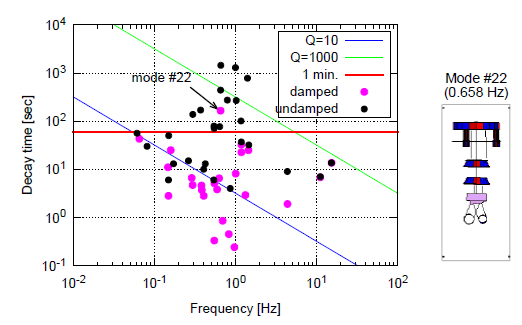 10^4
10^3
10^2
10^1
10^0
10^-1
Decay time [sec]
mode #22
Q=10
Q=1000
1 min.
damped
undamped
10^-2 10^-1 10^0 10^1 10^2
Frequency [Hz]
Mode #22
(0.658 Hz)